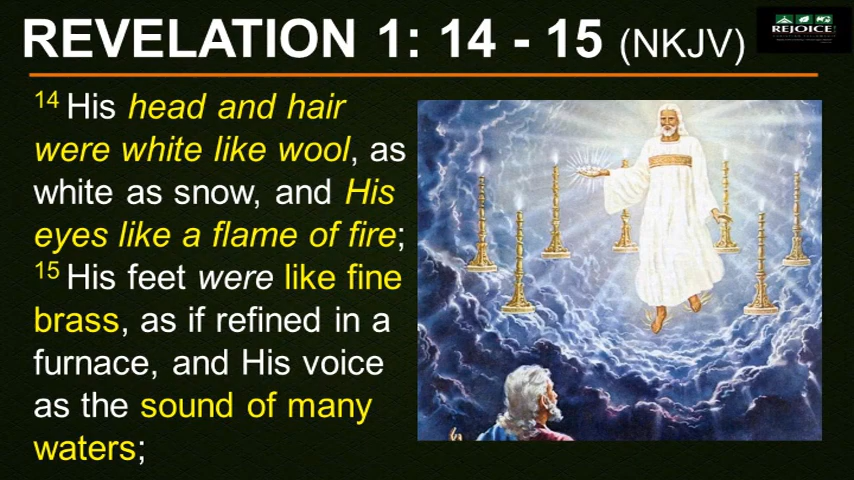 REVELATION 1: 14 - 15 (NKJV)
REJOICE
14 His head and hair
were white like wool, as
white as snow, and His
eyes like a flame of fire;
15 His feet were like fine
brass, as if refined in a
furnace, and His voice
as the sound of many
waters;